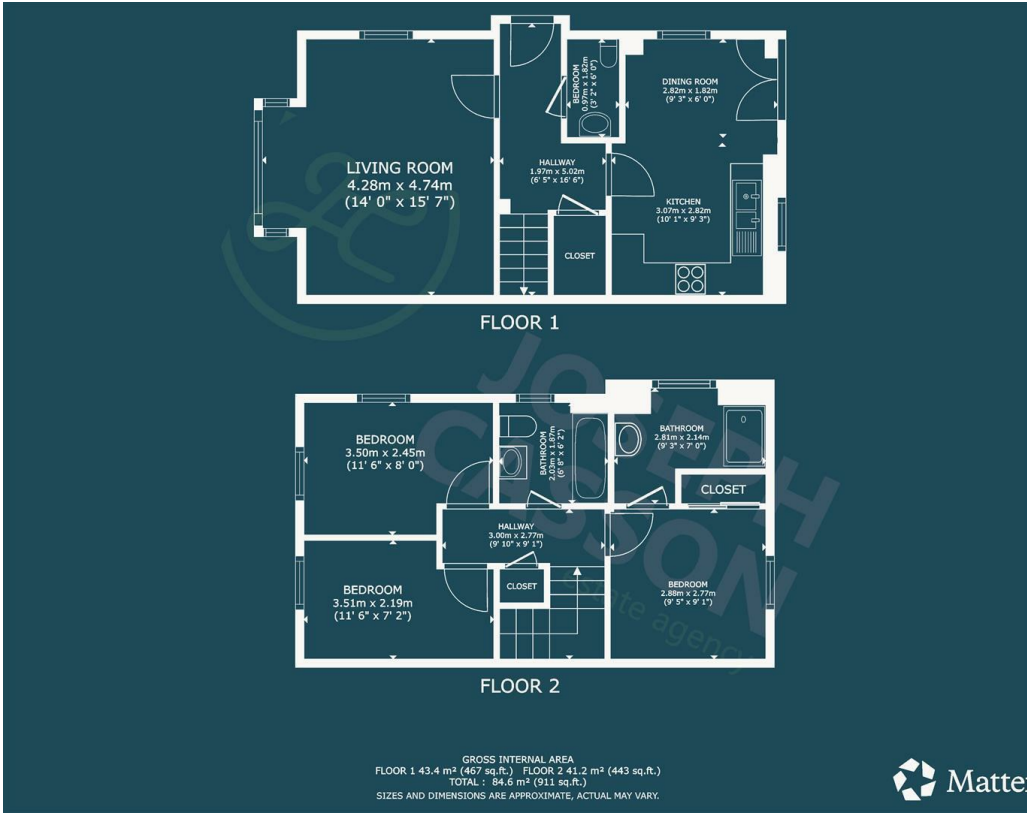 BEDROOM
0.97m x 1.82m
(3' 2" x 6' 0")
DINING ROOM
2.82m x 1.82m
(9' 3" x 6' 0")
LIVING ROOM
4.28m x 4.74m
(14' 0" x 15' 7")
HALLWAY
1.97m x 5.02m
(6' 5" x 16' 6")
KITCHEN
3.07m x 2.82m
(10' 1" x 9' 3")
CLOSET
FLOOR 1
JOSEPH
CASSON
estate agency
BEDROOM
3.50m x 2.45m
(11' 6" x 8' 0")
BATHROOM
2.03m x 1.87m
(6' 8" x 6' 2")
BATHROOM
2.81m x 2.14m
(9' 3" x 7' 0")
CLOSET
HALLWAY
3.00m x 2.77m
(9' 10" x 9' 1")
BEDROOM
3.51m x 2.19m
(11' 6" x 7' 2")
CLOSET
BEDROOM
2.88m x 2.77m
(9' 5" x 9' 1")
FLOOR 2
GROSS INTERNAL AREA
FLOOR 1 43.4 m² (467 sq.ft.) FLOOR 2 41.2 m² (443 sq.ft.)
TOTAL : 84.6 m² (911 sq.ft.)
SIZES AND DIMENSIONS ARE APPROXIMATE, ACTUAL MAY VARY.
Matte